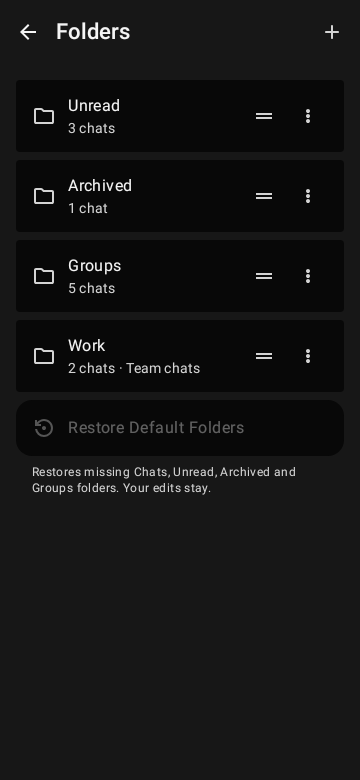 Folders
Unread
3 chats
Archived
1 chat
Groups
5 chats
Work
2 chats · Team chats
Restore Default Folders
Restores missing Chats, Unread, Archived and
Groups folders. Your edits stay.